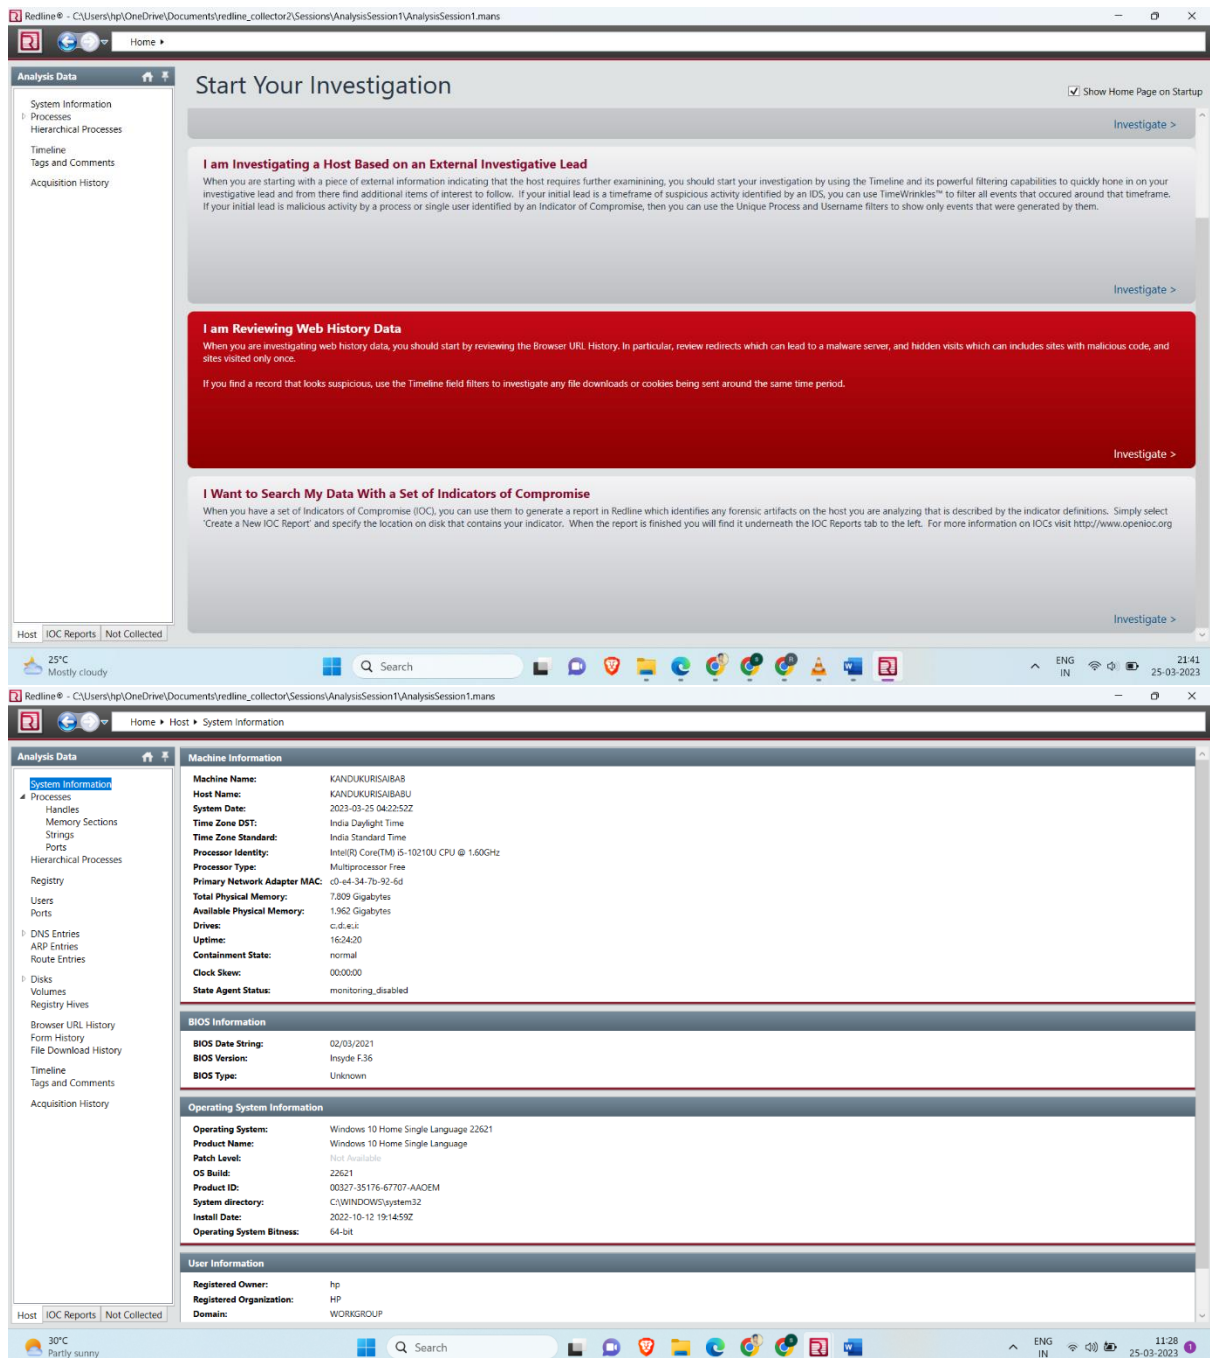 Redline® - C:\Users\hp\OneDrive\Documents\redline_collector2\Sessions\AnalysisSession1\AnalysisSession1.mans
Home
Analysis Data
System Information
Processes
Hierarchical Processes
Timeline
Tags and Comments
Acquisition History
Host
IOC Reports
Not Collected
Start Your Investigation
Show Home Page on Startup
Investigate >
I am Investigating a Host Based on an External Investigative Lead
When you are starting with a piece of external information indicating that the host requires further examinining, you should start your investigation by using the Timeline and its powerful filtering capabilities to quickly hone in on your
investigative lead and from there find additional items of interest to follow. If your initial lead is a timeframe of suspicious activity identified by an IDS, you can use TimeWrinkles™ to filter all events that occured around that timeframe.
If your initial lead is malicious activity by a process or single user identified by an Indicator of Compromise, then you can use the Unique Process and Username filters to show only events that were generated by them.
Investigate >
I am Reviewing Web History Data
When you are investigating web history data, you should start by reviewing the Browser URL History. In particular, review redirects which can lead to a malware server, and hidden visits which can includes sites with malicious code, and
sites visited only once.
If you find a record that looks suspicious, use the Timeline field filters to investigate any file downloads or cookies being sent around the same time period.
Investigate >
I Want to Search My Data With a Set of Indicators of Compromise
When you have a set of Indicators of Compromise (IOC), you can use them to generate a report in Redline which identifies any forensic artifacts on the host you are analyzing that is described by the indicator definitions. Simply select
'Create a New IOC Report' and specify the location on disk that contains your indicator. When the report is finished you will find it underneath the IOC Reports tab to the left. For more information on IOCs visit http://www.openioc.org
Investigate >
25°C
Mostly cloudy
Search
ENG
IN
21:41
25-03-2023
Redline® - C:\Users\hp\OneDrive\Documents\redline_collector\Sessions\AnalysisSession1\AnalysisSession1.mans
Home Host System Information
Analysis Data
System Information
Processes
Handles
Memory Sections
Strings
Ports
Hierarchical Processes
Registry
Users
Ports
DNS Entries
ARP Entries
Route Entries
Disks
Volumes
Registry Hives
Browser URL History
Form History
File Download History
Timeline
Tags and Comments
Acquisition History
Host
IOC Reports
Not Collected
Machine Information
Machine Name: KANDUKURISAIBAB
Host Name: KANDUKURISAIBABU
System Date: 2023-03-25 04:22:52Z
Time Zone DST: India Daylight Time
Time Zone Standard: India Standard Time
Processor Identity: Intel(R) Core(TM) i5-10210U CPU @ 1.60GHz
Processor Type: Multiprocessor Free
Primary Network Adapter MAC: c0-e4-34-7b-92-6d
Total Physical Memory: 7.809 Gigabytes
Available Physical Memory: 1.962 Gigabytes
Drives: c:,d:,e:,i:
Uptime: 16:24:20
Containment State: normal
Clock Skew: 00:00:00
State Agent Status: monitoring_disabled
BIOS Information
BIOS Date String: 02/03/2021
BIOS Version: Insyde F.36
BIOS Type: Unknown
Operating System Information
Operating System: Windows 10 Home Single Language 22621
Product Name: Windows 10 Home Single Language
Patch Level: Not Available
OS Build: 22621
Product ID: 00327-35176-67707-AAOEM
System directory: C:\WINDOWS\system32
Install Date: 2022-10-12 19:14:59Z
Operating System Bitness: 64-bit
User Information
Registered Owner: hp
Registered Organization: HP
Domain: WORKGROUP
30°C
Partly sunny
Search
ENG
IN
11:28
25-03-2023
1